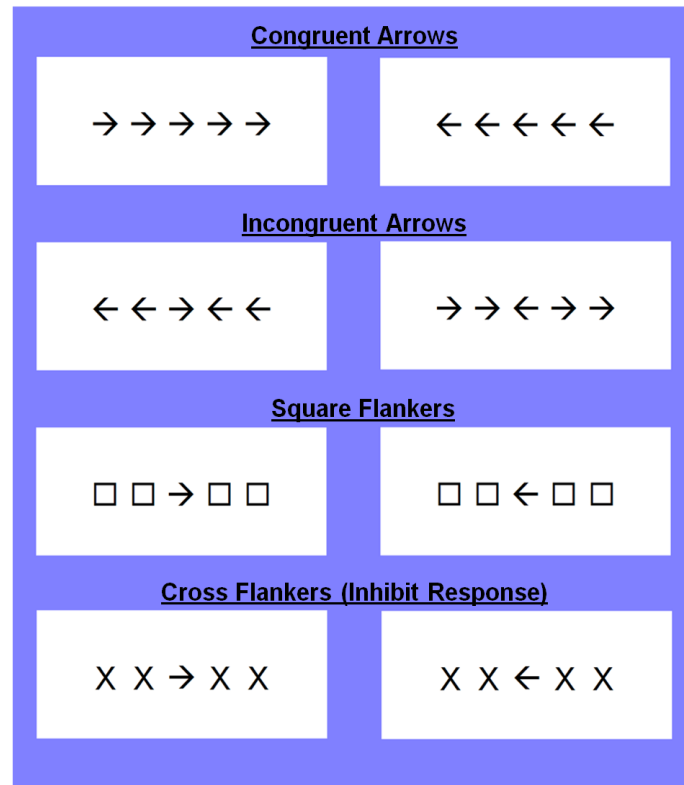 Congruent Arrows
→ → → → → ← ← ← ← ←
Incongruent Arrows
← ← → ← ← → → ← → →
Square Flankers
□ □ → □ □ □ □ ← □ □
Cross Flankers (Inhibit Response)
X X → X X X X ← X X